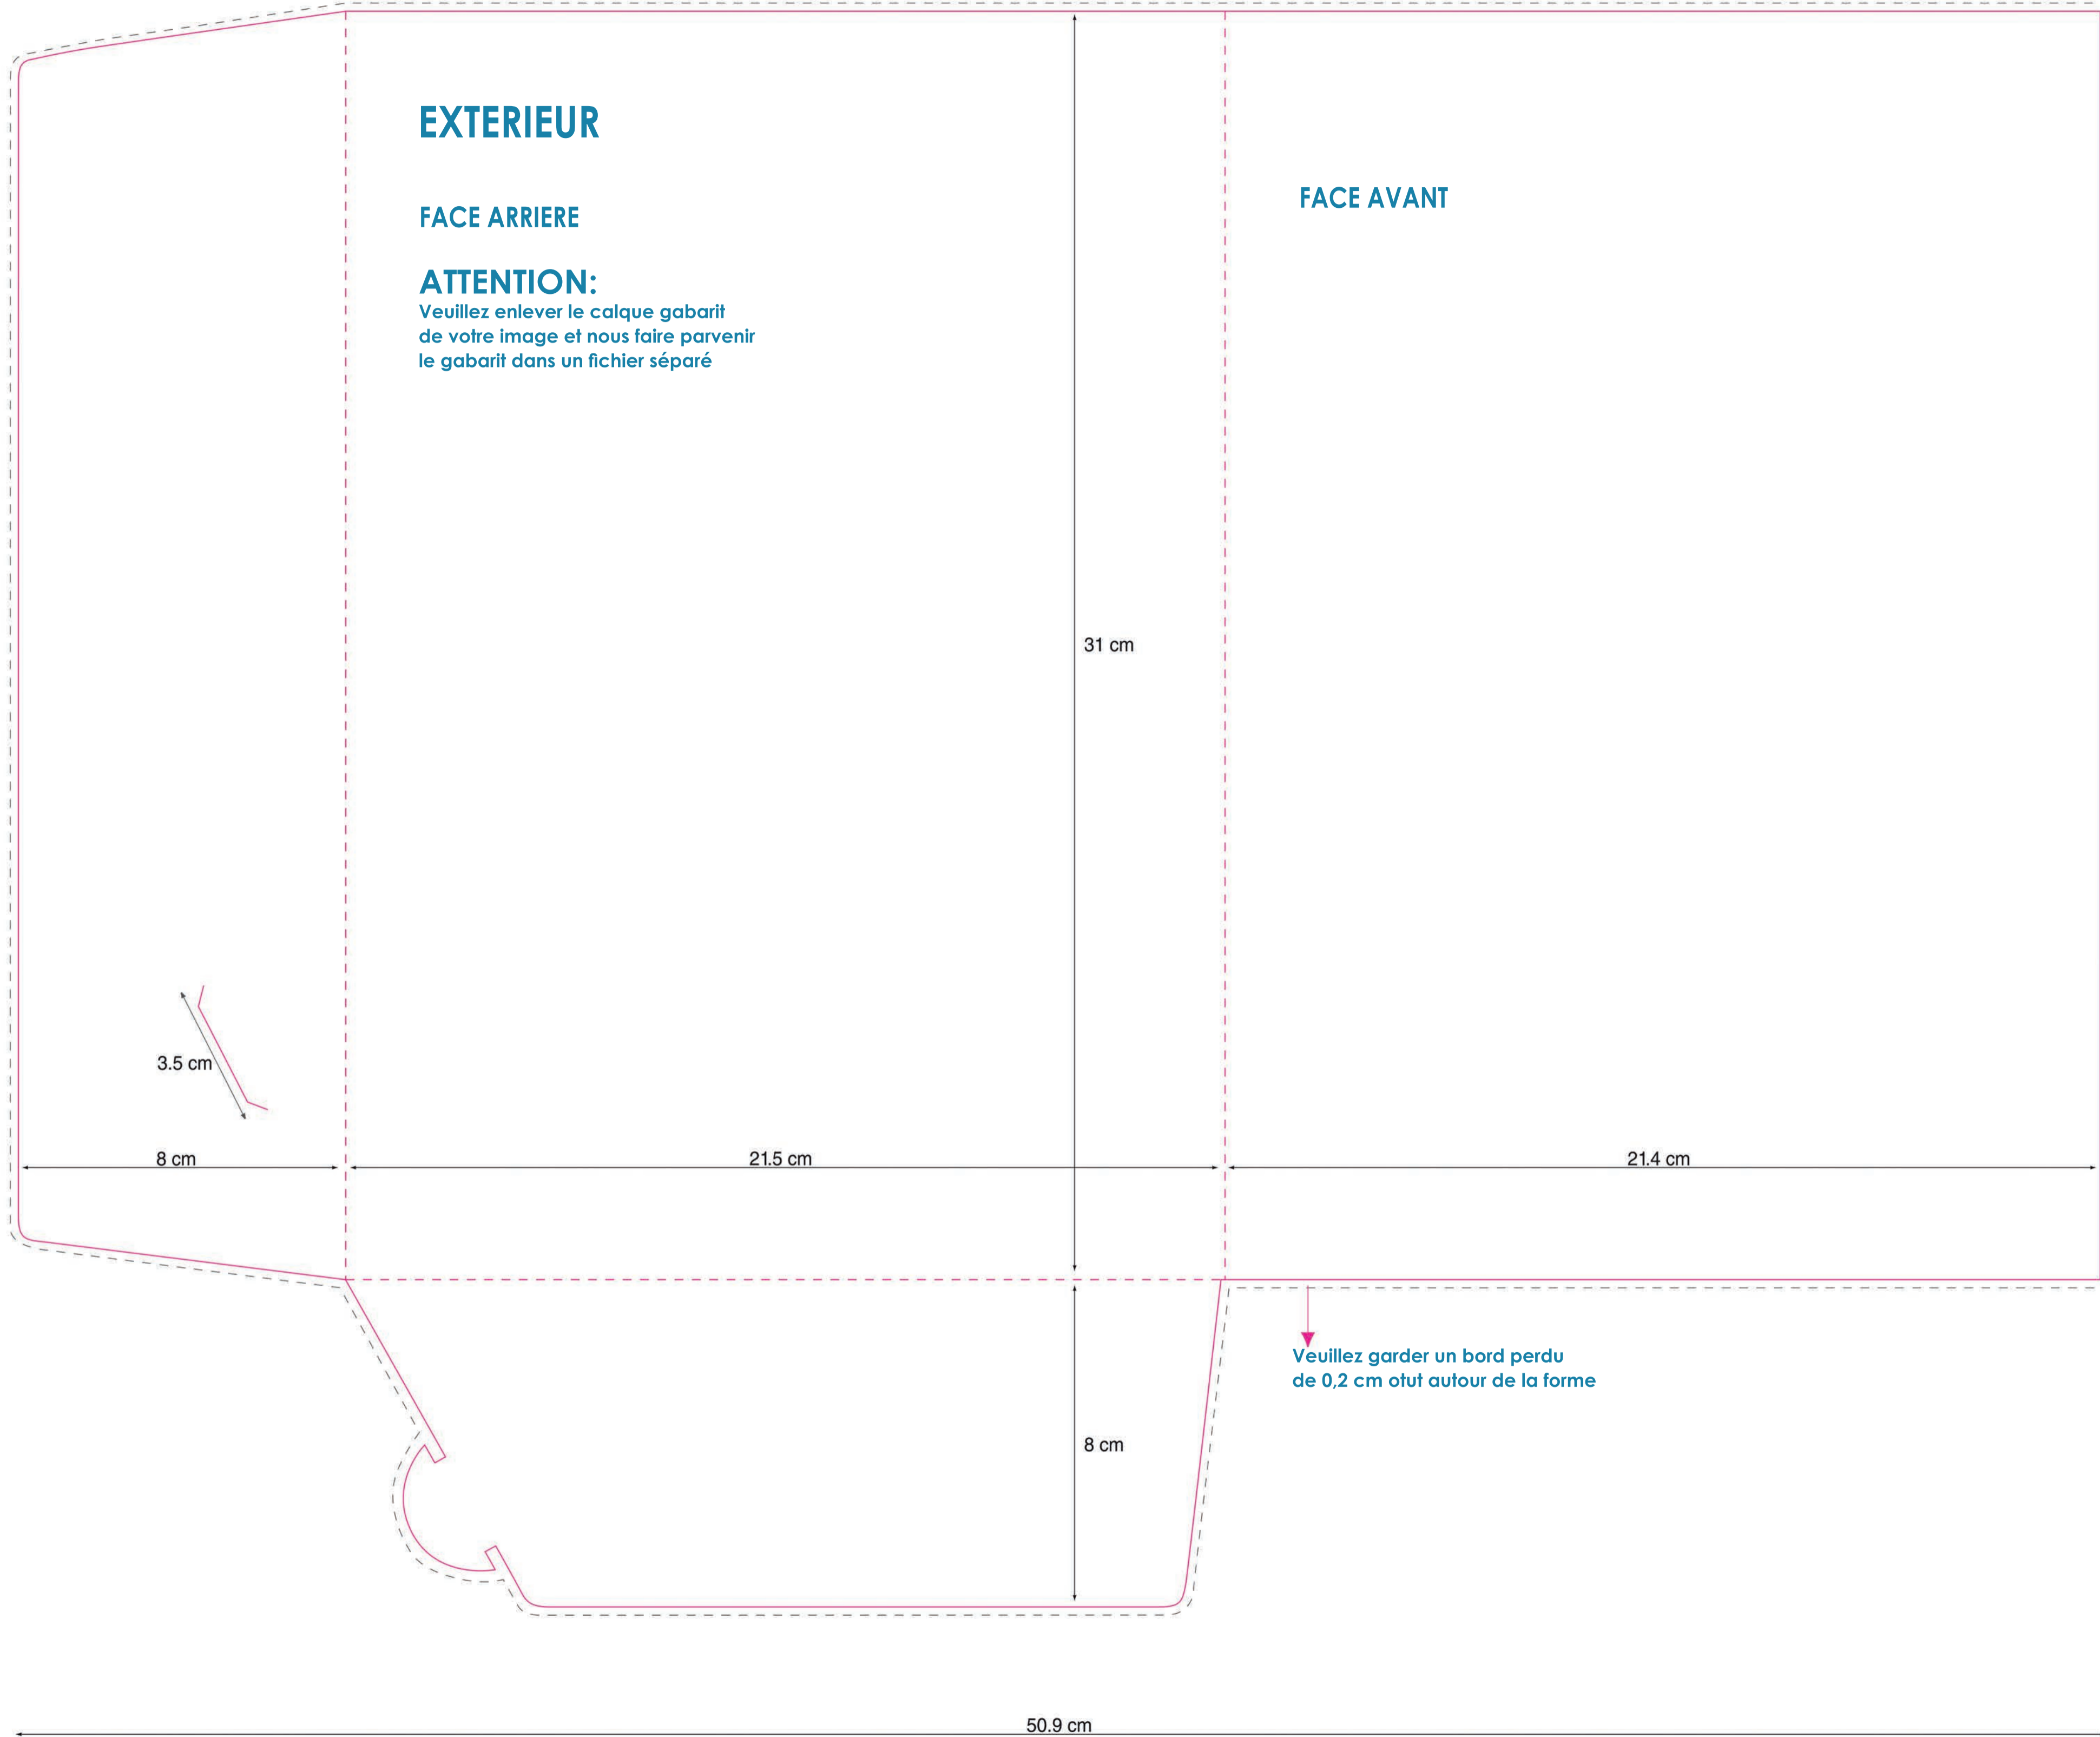 EXTERIEUR
FACE ARRIERE
FACE AVANT
ATTENTION:
Veuillez enlever le calque gabarit
de votre image et nous faire parvenir
le gabarit dans un fichier séparé
31 cm
3.5 cm
8 cm
21.5 cm
21.4 cm
Veuillez garder un bord perdu
de 0,2 cm otut autour de la forme
8 cm
50.9 cm